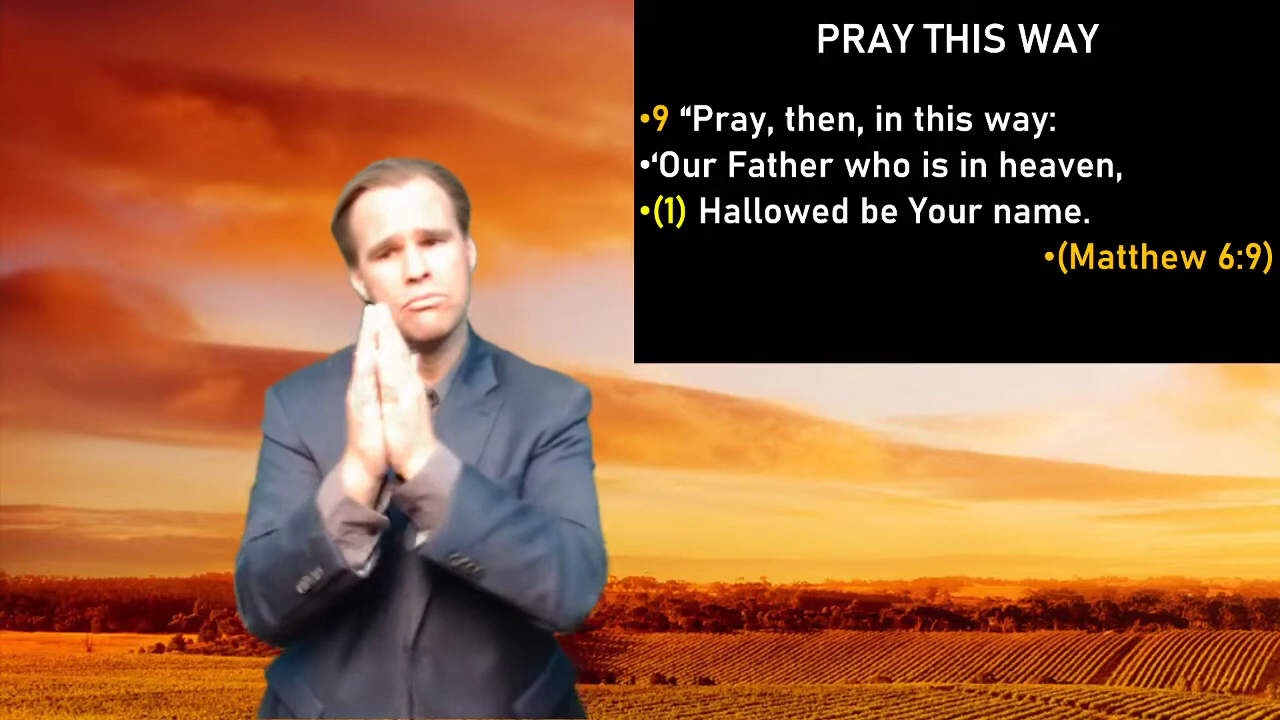 PRAY THIS WAY
•9 “Pray, then, in this way:
•‘Our Father who is in heaven,
•(1) Hallowed be Your name.
•(Matthew 6:9)